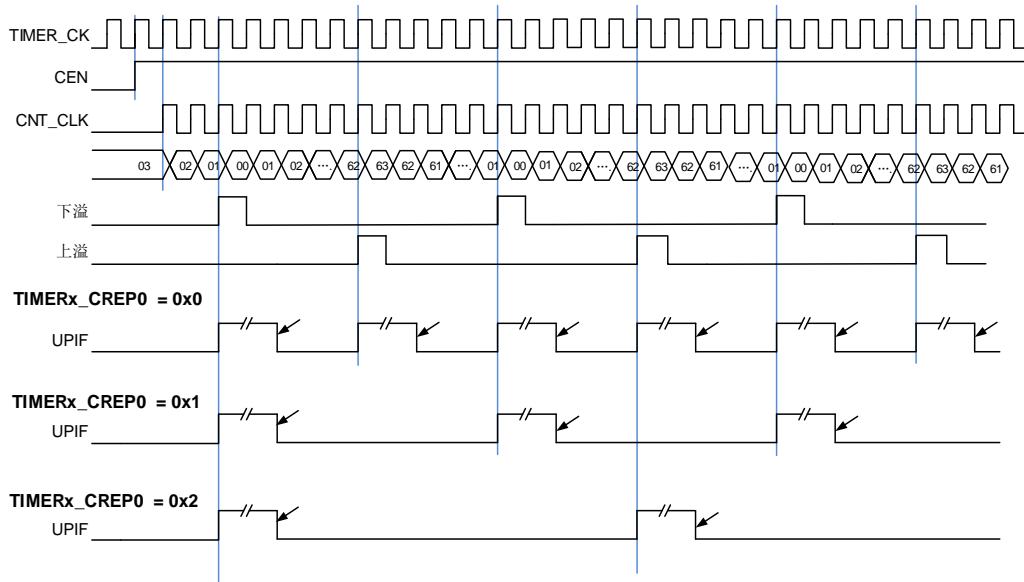 TIMER_CK
CEN
CNT_CLK
03 02 01 00 01 02 ... 62 63 62 61 ... 01 00 01 02 ... 62 63 62 61 ... 01 00 01 02 ... 62 63 62 61
下溢
上溢
TIMERx_CREP0 = 0x0
UPIF
TIMERx_CREP0 = 0x1
UPIF
TIMERx_CREP0 = 0x2
UPIF